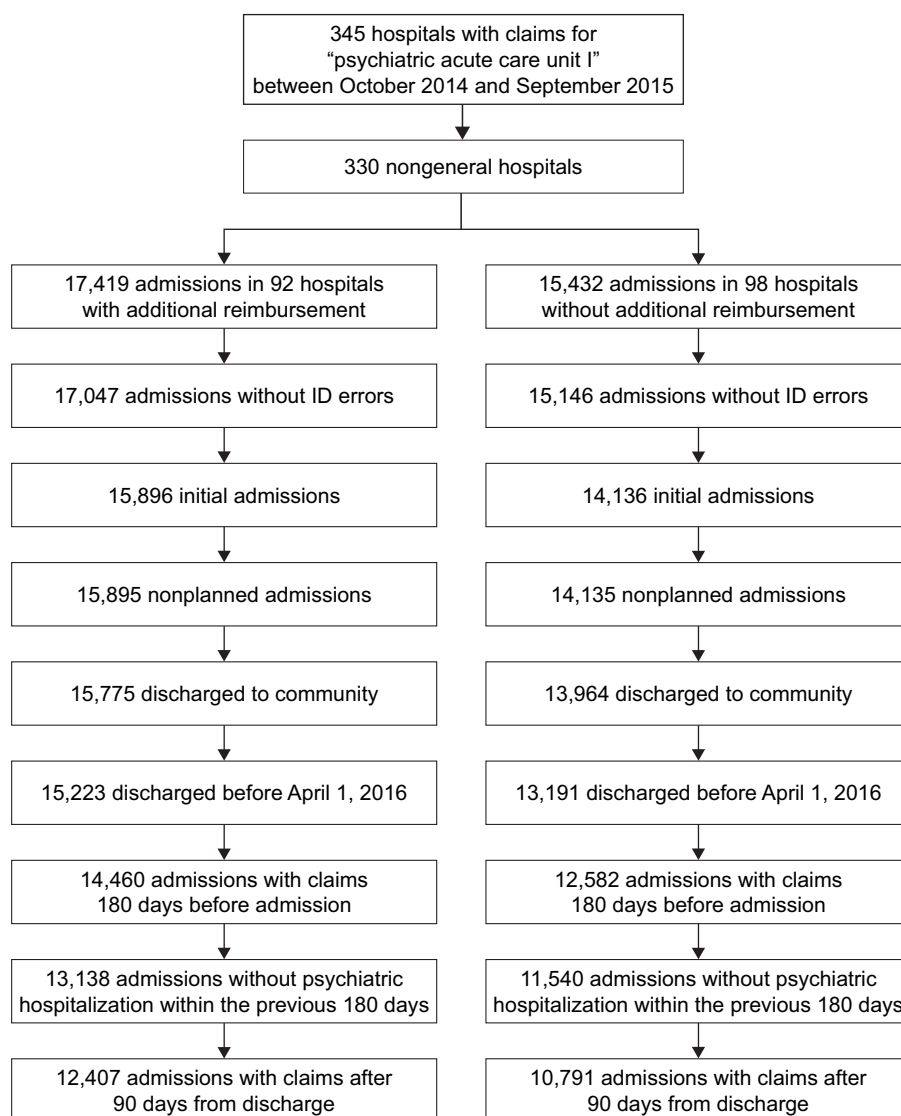 345 hospitals with claims for
“psychiatric acute care unit I”
between October 2014 and September 2015
330 nongeneral hospitals
17,419 admissions in 92 hospitals
with additional reimbursement
15,432 admissions in 98 hospitals
without additional reimbursement
17,047 admissions without ID errors
15,146 admissions without ID errors
15,896 initial admissions
14,136 initial admissions
15,895 nonplanned admissions
14,135 nonplanned admissions
15,775 discharged to community
13,964 discharged to community
15,223 discharged before April 1, 2016
13,191 discharged before April 1, 2016
14,460 admissions with claims
180 days before admission
12,582 admissions with claims
180 days before admission
13,138 admissions without psychiatric
hospitalization within the previous 180 days
11,540 admissions without psychiatric
hospitalization within the previous 180 days
12,407 admissions with claims after
90 days from discharge
10,791 admissions with claims after
90 days from discharge